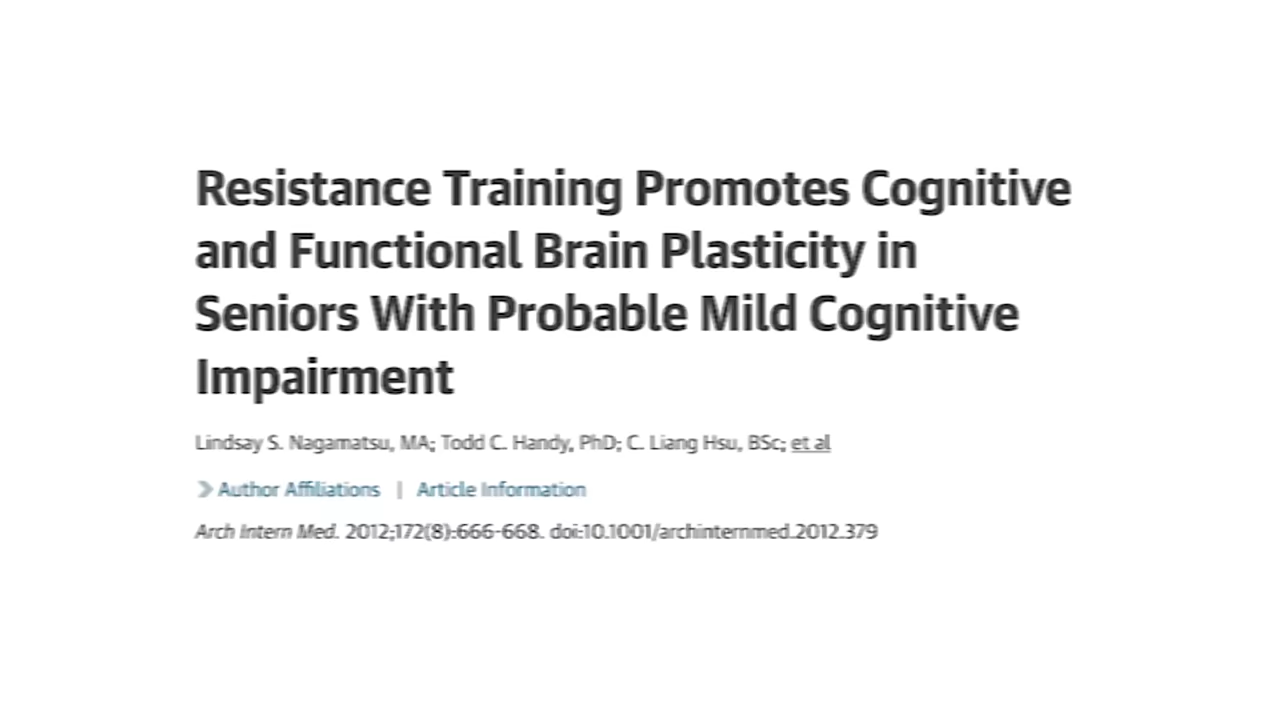 Resistance Training Promotes Cognitive
and Functional Brain Plasticity in
Seniors With Probable Mild Cognitive
Impairment
Lindsay S. Nagamatsu, MA; Todd C. Handy, PhD; C. Liang Hsu, BSc; et al
Author Affiliations | Article Information
Arch Intern Med. 2012;172(8):666-668. doi:10.1001/archinternmed.2012.379